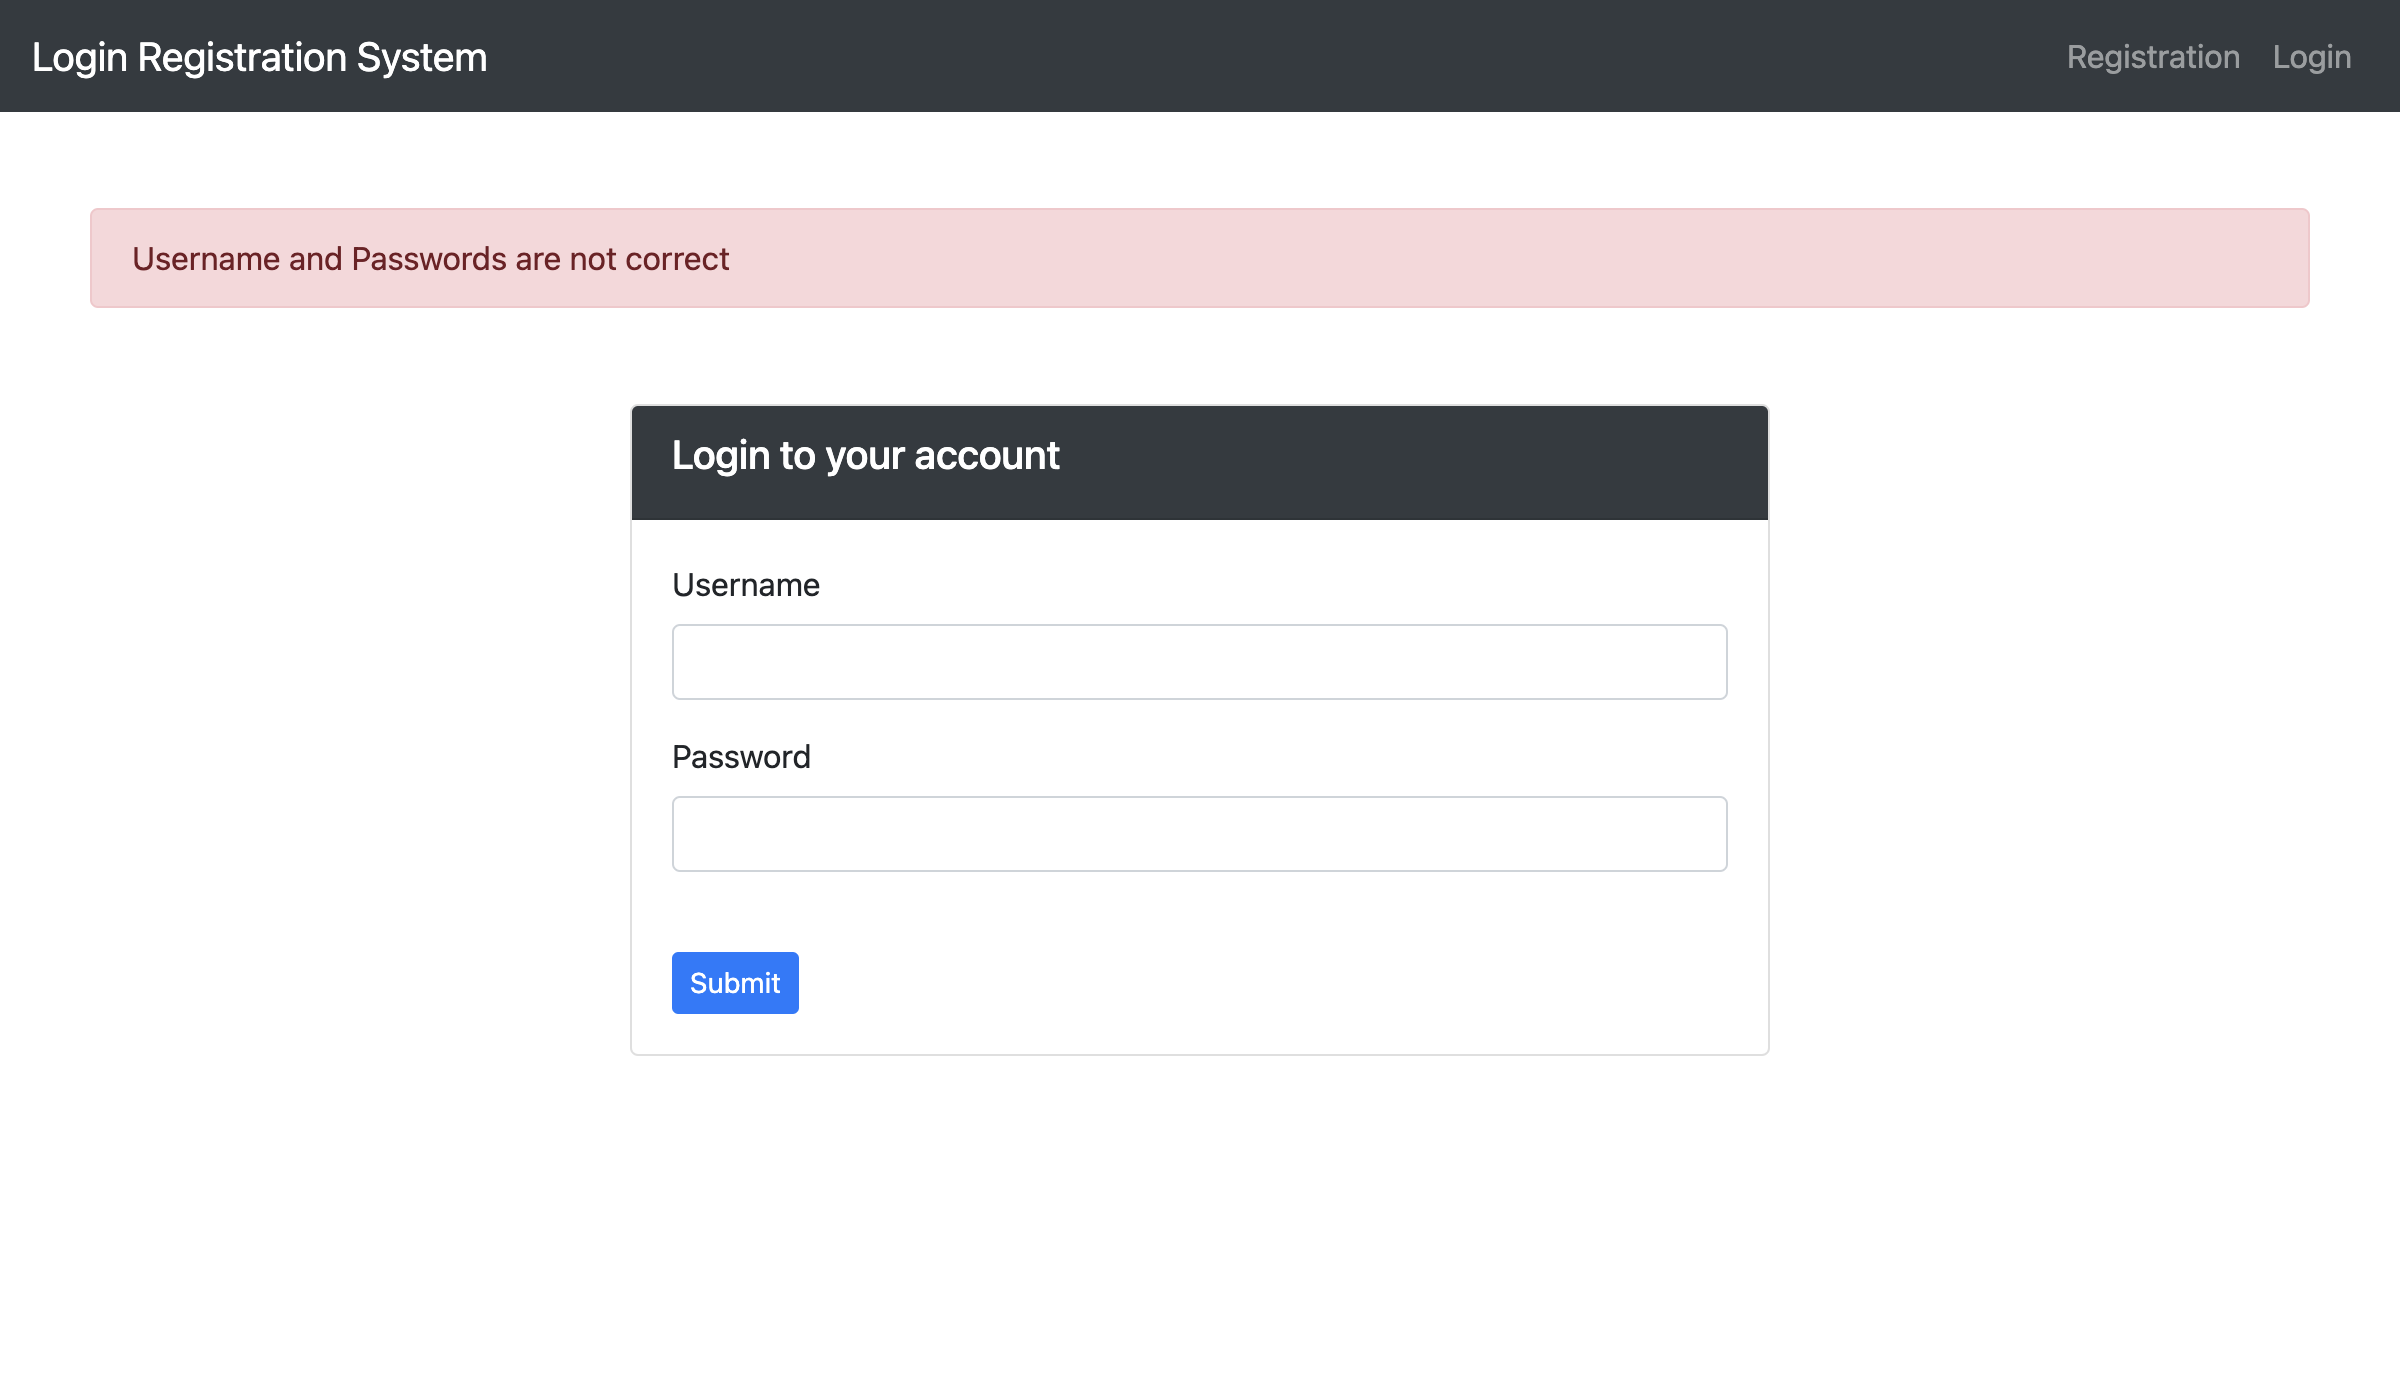 Login Registration System
Registration Login
Username and Passwords are not correct
Login to your account
Username
Password
Submit